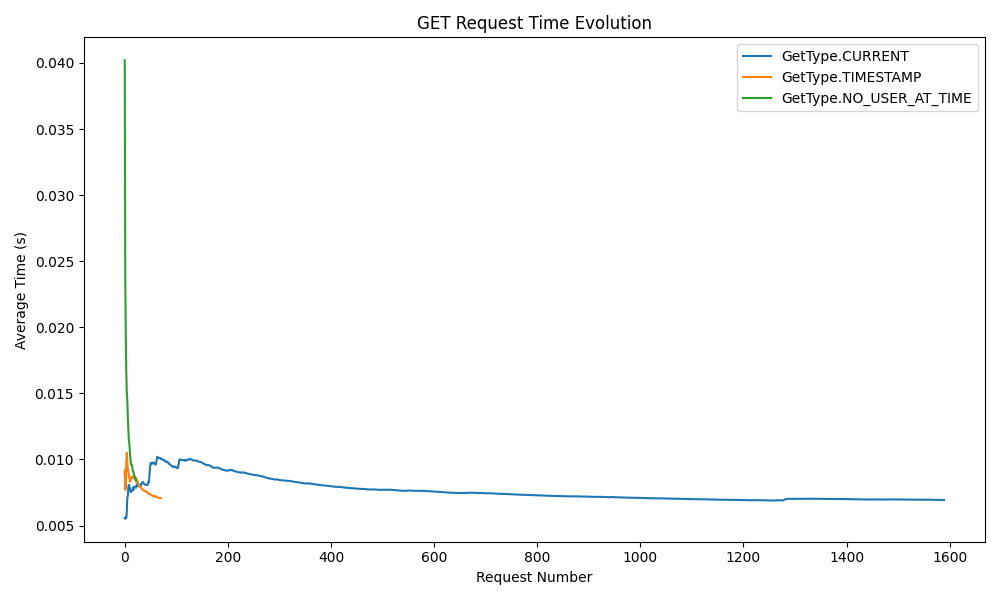 GET Request Time Evolution
GetType.CURRENT
GetType.TIMESTAMP
GetType.NO_USER_AT_TIME
Average Time (s)
0.040
0.035
0.030
0.025
0.020
0.015
0.010
0.005
0 200 400 600 800 1000 1200 1400 1600
Request Number